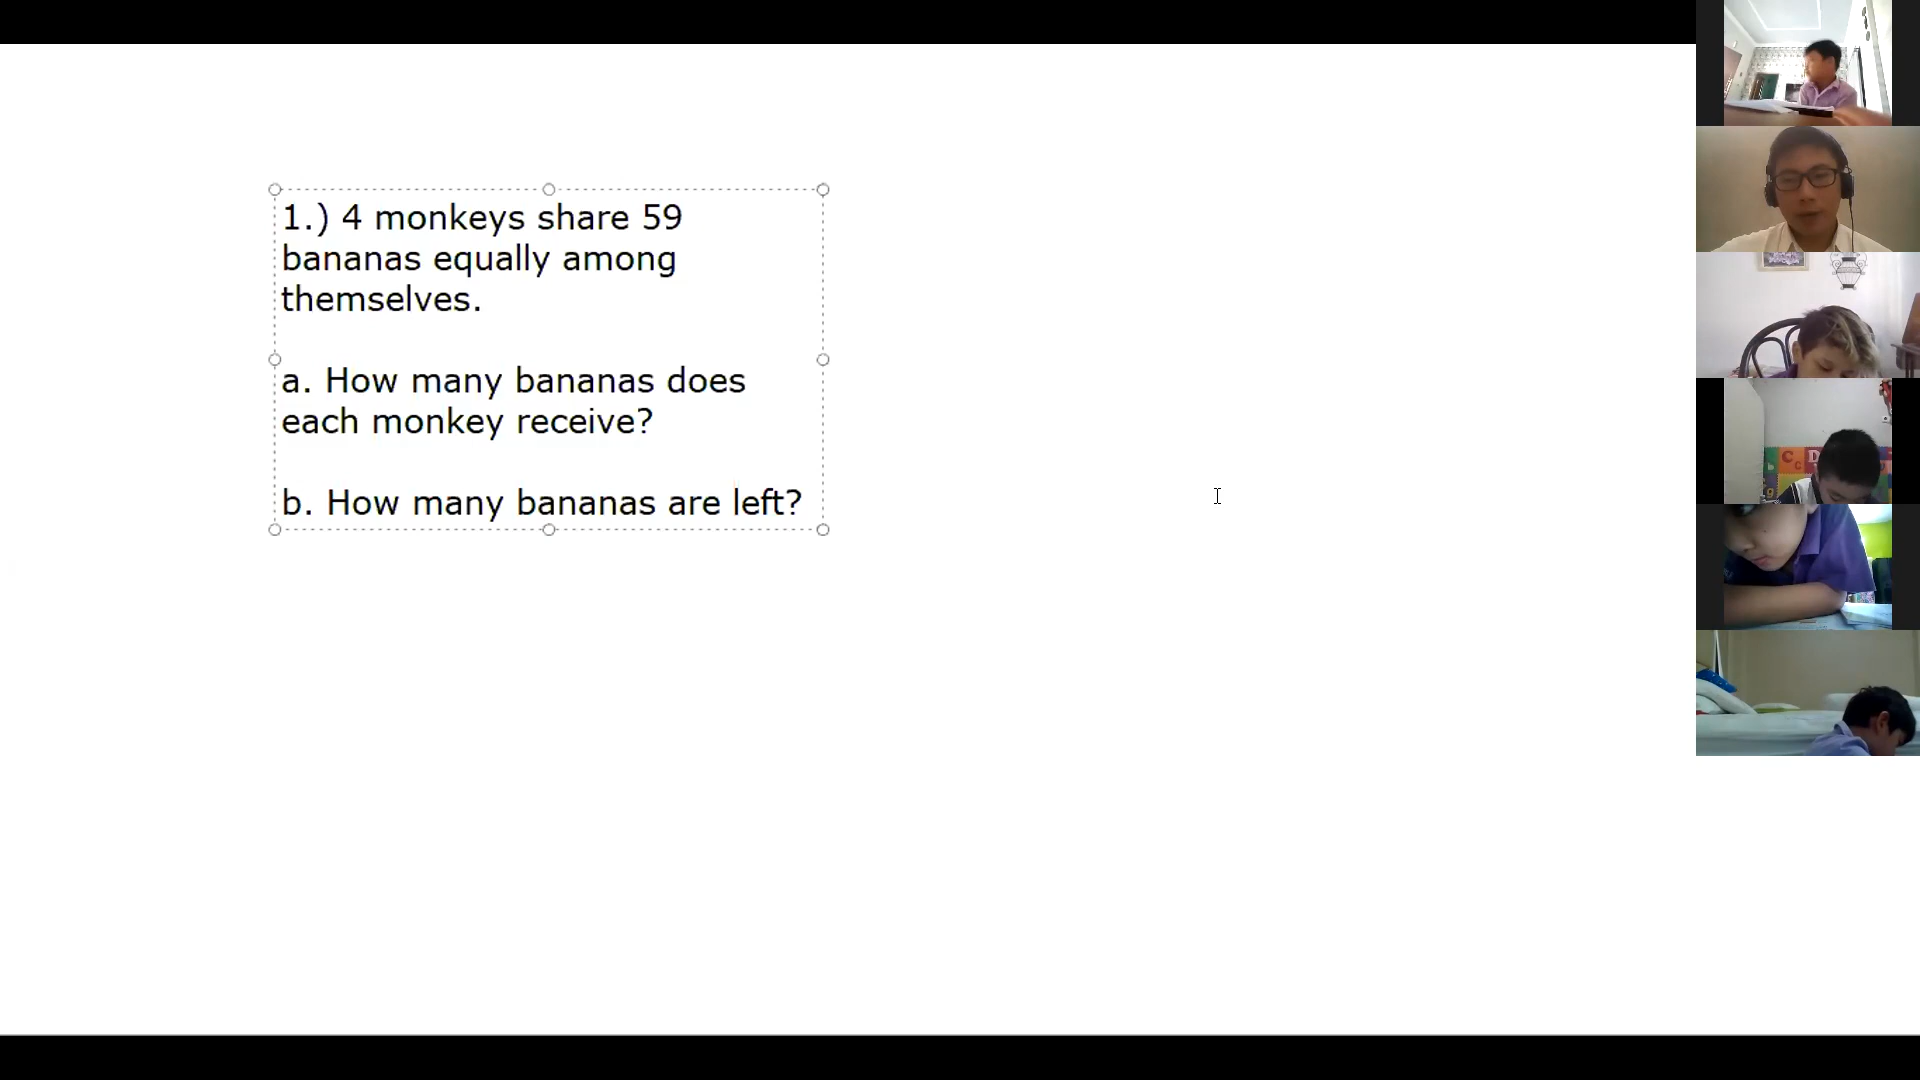 1.) 4 monkeys share 59
bananas equally among
themselves.
a. How many bananas does
each monkey receive?
b. How many bananas are left?
C
C
D